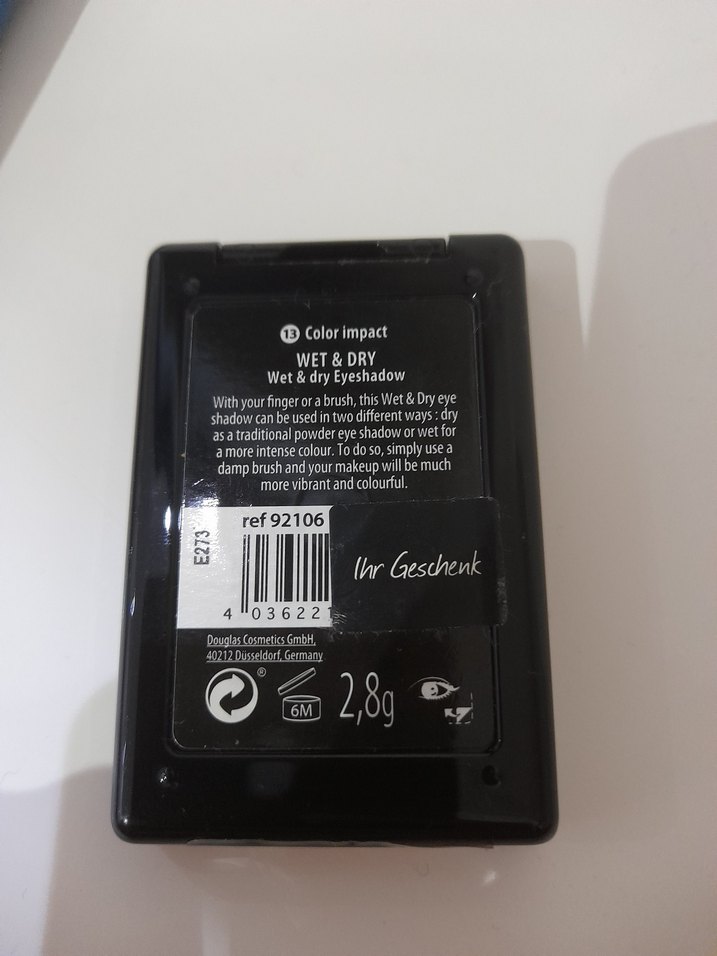 13 Color impact
WET & DRY
Wet & dry Eyeshadow
With your finger or a brush, this Wet & Dry eye
shadow can be used in two different ways : dry
as a traditional powder eye shadow or wet for
a more intense colour. To do so, simply use a
damp brush and your makeup will be much
more vibrant and colourful.
ref 92106
E273
Ihr Geschenk
4 036221
Douglas Cosmetics GmbH,
40212 Düsseldorf, Germany
®
6M
2,8g